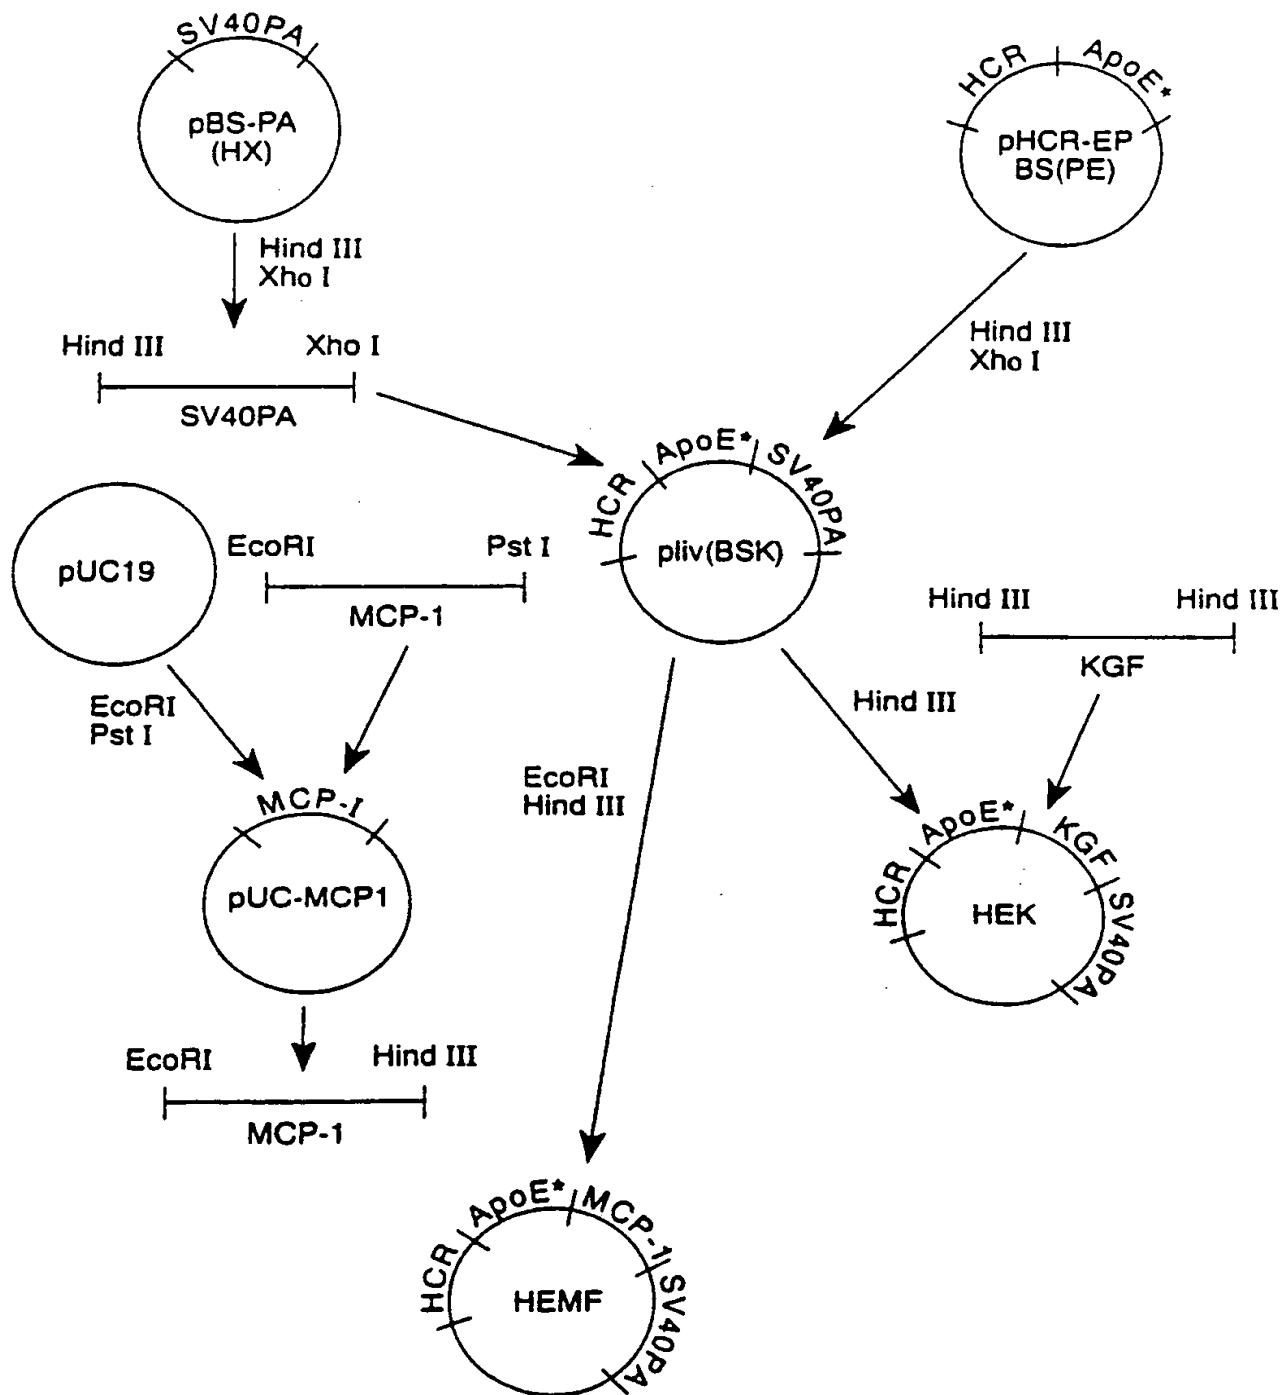 SV40PA
pBS-PA
(HX)
HCR
ApoE*
pHCR-EP
BS(PE)
Hind III
Xho I
Hind III
Xho I
Hind III
Xho I
SV40PA
HCR
ApoE*
SV40PA
pliv(BSK)
pUC19
EcoRI
Pst I
MCP-1
Hind III
Hind III
KGF
EcoRI
Pst I
Hind III
EcoRI
Hind III
MCP-I
pUC-MCP1
HCR
ApoE*
KGF
SV40PA
HEK
EcoRI
Hind III
MCP-1
HCR
ApoE*
MCP-1
SV40PA
HEMF